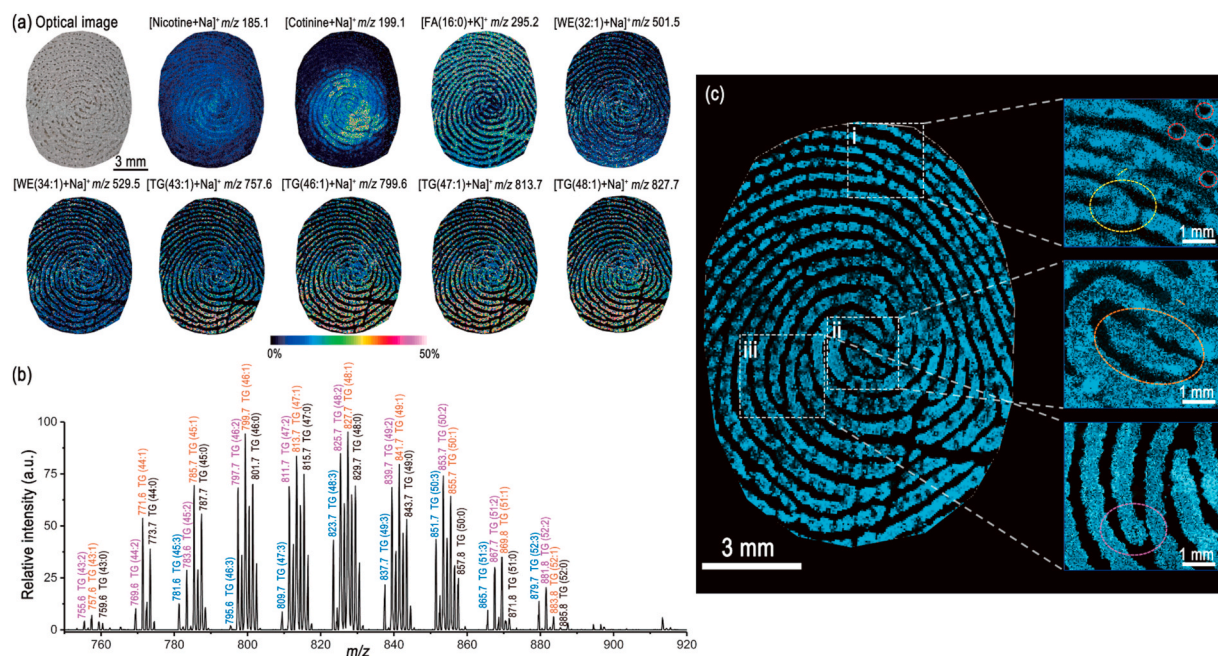 (a) Optical image
[Nicotine+Na]⁺ m/z 185.1
[Cotinine+Na]⁺ m/z 199.1
[FA(16:0)+K]⁺ m/z 295.2
[WE(32:1)+Na]⁺ m/z 501.5
3 mm
[WE(34:1)+Na]⁺ m/z 529.5
[TG(43:1)+Na]⁺ m/z 757.6
[TG(46:1)+Na]⁺ m/z 799.6
[TG(47:1)+Na]⁺ m/z 813.7
[TG(48:1)+Na]⁺ m/z 827.7
0%
50%
(b)
Relative intensity (a.u.)
100
75
50
25
0
755.6 TG (43:2)
757.6 TG (43:1)
759.6 TG (43:0)
769.6 TG (44:2)
771.6 TG (44:1)
773.7 TG (44:0)
781.6 TG (45:3)
783.6 TG (45:2)
785.7 TG (45:1)
787.7 TG (45:0)
795.6 TG (46:3)
797.7 TG (46:2)
799.7 TG (46:1)
801.7 TG (46:0)
809.7 TG (47:3)
811.7 TG (47:2)
813.7 TG (47:1)
815.7 TG (47:0)
823.7 TG (48:3)
825.7 TG (48:2)
827.7 TG (48:1)
829.7 TG (48:0)
837.7 TG (49:3)
839.7 TG (49:2)
841.7 TG (49:1)
843.7 TG (49:0)
851.7 TG (50:3)
853.7 TG (50:2)
855.7 TG (50:1)
857.8 TG (50:0)
865.7 TG (51:3)
867.7 TG (51:2)
869.8 TG (51:1)
871.8 TG (51:0)
879.7 TG (52:3)
881.8 TG (52:2)
883.8 TG (52:1)
885.8 TG (52:0)
760 780 800 820 840 860 880 900 920
m/z
(c)
i
ii
iii
3 mm
1 mm
1 mm
1 mm